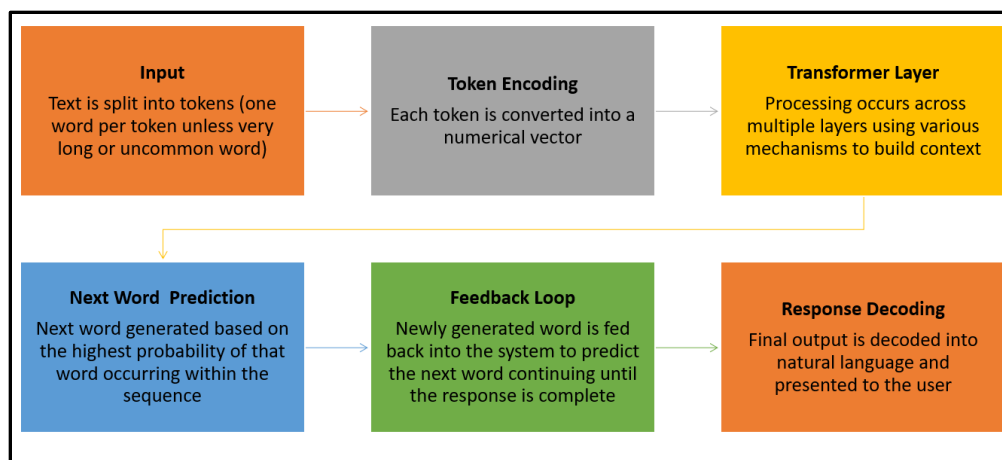 Input
Text is split into tokens (one
word per token unless very
long or uncommon word)
Token Encoding
Each token is converted into a
numerical vector
Transformer Layer
Processing occurs across
multiple layers using various
mechanisms to build context
Next Word  Prediction
Next word generated based on
the highest probability of that
word occurring within the
sequence
Feedback Loop
Newly generated word is fed
back into the system to predict
the next word continuing until
the response is complete
Response Decoding
Final output is decoded into
natural language and
presented to the user